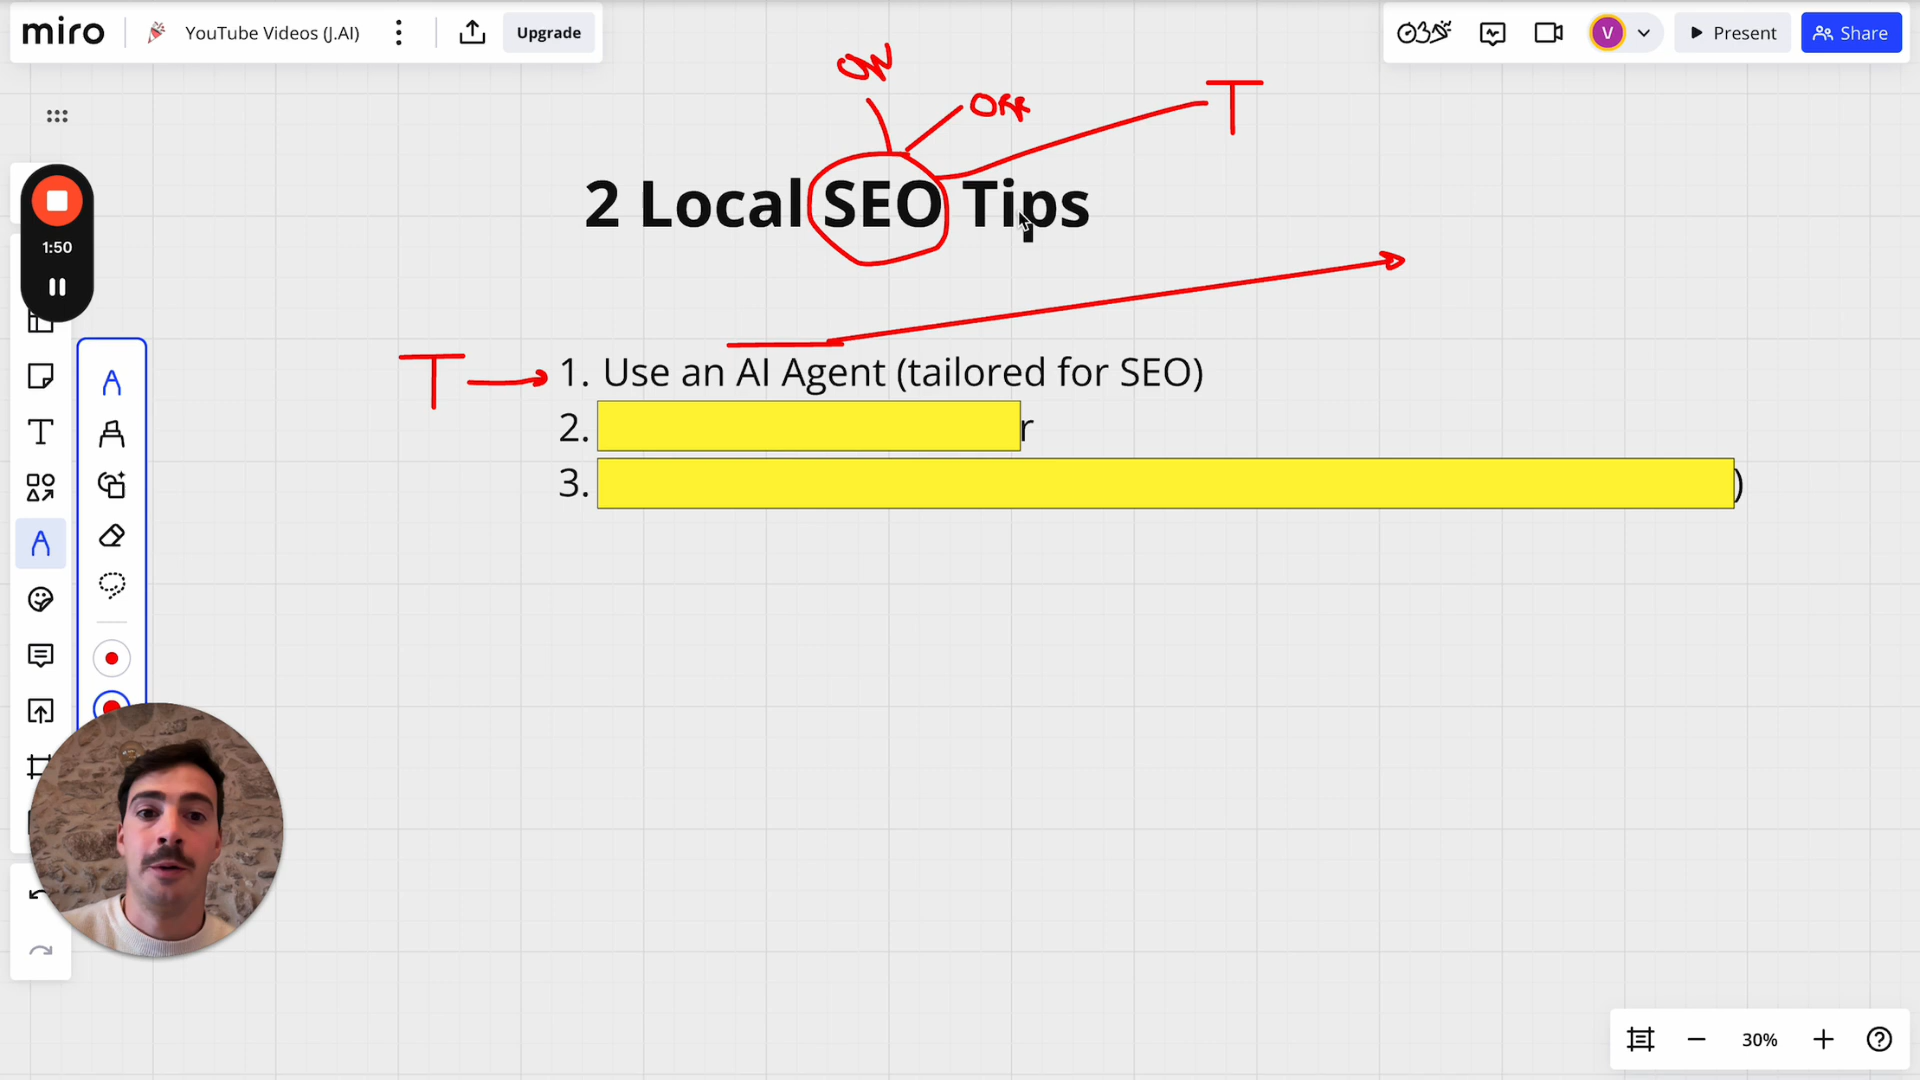 miro
YouTube Videos (J.AI)
Upgrade
V
Present
Share
ON
OFF
T
2 Local SEO Tips
1:50
T
1. Use an AI Agent (tailored for SEO)
2. r
3. )
30%